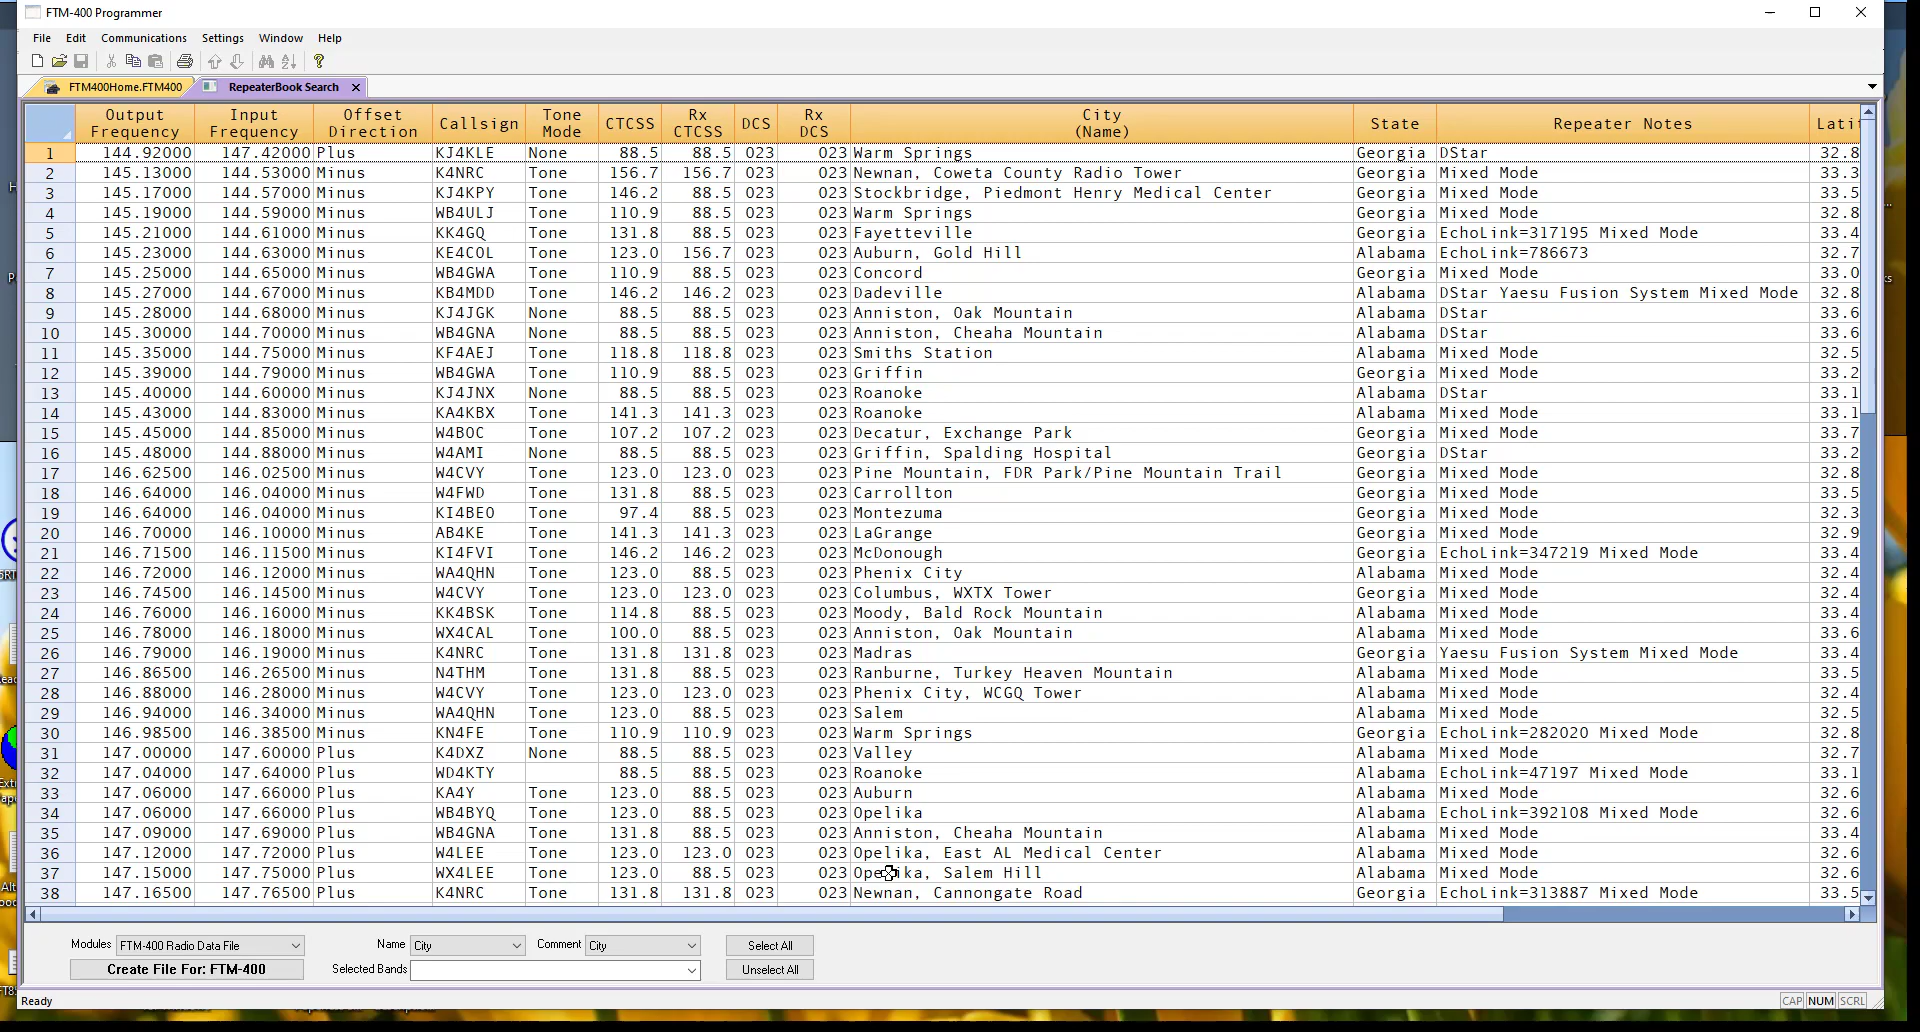 FTM-400 Programmer
File Edit Communications Settings Window Help
FTM400Home.FTM400 RepeaterBook Search
Output Frequency Input Frequency Offset Direction Callsign Tone Mode CTCSS Rx CTCSS DCS Rx DCS City (Name) State Repeater Notes Latit
1 144.92000 147.42000 Plus KJ4KLE None 88.5 88.5 023 023 Warm Springs Georgia DStar 32.8
2 145.13000 144.53000 Minus K4NRC Tone 156.7 156.7 023 023 Newnan, Coweta County Radio Tower Georgia Mixed Mode 33.3
3 145.17000 144.57000 Minus KJ4KPY Tone 146.2 88.5 023 023 Stockbridge, Piedmont Henry Medical Center Georgia Mixed Mode 33.5
4 145.19000 144.59000 Minus WB4ULJ Tone 110.9 88.5 023 023 Warm Springs Georgia Mixed Mode 32.8
5 145.21000 144.61000 Minus KK4GQ Tone 131.8 88.5 023 023 Fayetteville Georgia EchoLink=317195 Mixed Mode 33.4
6 145.23000 144.63000 Minus KE4COL Tone 123.0 156.7 023 023 Auburn, Gold Hill Alabama EchoLink=786673 32.7
7 145.25000 144.65000 Minus WB4GWA Tone 110.9 88.5 023 023 Concord Georgia Mixed Mode 33.0
8 145.27000 144.67000 Minus KB4MDD Tone 146.2 146.2 023 023 Dadeville Alabama DStar Yaesu Fusion System Mixed Mode 32.8
9 145.28000 144.68000 Minus KJ4JGK None 88.5 88.5 023 023 Anniston, Oak Mountain Alabama DStar 33.6
10 145.30000 144.70000 Minus WB4GNA None 88.5 88.5 023 023 Anniston, Cheaha Mountain Alabama DStar 33.6
11 145.35000 144.75000 Minus KF4AEJ Tone 118.8 118.8 023 023 Smiths Station Alabama Mixed Mode 32.5
12 145.39000 144.79000 Minus WB4GWA Tone 110.9 88.5 023 023 Griffin Georgia Mixed Mode 33.2
13 145.40000 144.60000 Minus KJ4JNX None 88.5 88.5 023 023 Roanoke Alabama DStar 33.1
14 145.43000 144.83000 Minus KA4KBX Tone 141.3 141.3 023 023 Roanoke Alabama Mixed Mode 33.1
15 145.45000 144.85000 Minus W4BOC Tone 107.2 107.2 023 023 Decatur, Exchange Park Georgia Mixed Mode 33.7
16 145.48000 144.88000 Minus W4AMI None 88.5 88.5 023 023 Griffin, Spalding Hospital Georgia DStar 33.2
17 146.62500 146.02500 Minus W4CVY Tone 123.0 123.0 023 023 Pine Mountain, FDR Park/Pine Mountain Trail Georgia Mixed Mode 32.8
18 146.64000 146.04000 Minus W4FWD Tone 131.8 88.5 023 023 Carrollton Georgia Mixed Mode 33.5
19 146.64000 146.04000 Minus KI4BEO Tone 97.4 88.5 023 023 Montezuma Georgia Mixed Mode 32.3
20 146.70000 146.10000 Minus AB4KE Tone 141.3 141.3 023 023 LaGrange Georgia Mixed Mode 32.9
21 146.71500 146.11500 Minus KI4FVI Tone 146.2 146.2 023 023 McDonough Georgia EchoLink=347219 Mixed Mode 33.4
22 146.72000 146.12000 Minus WA4QHN Tone 123.0 88.5 023 023 Phenix City Alabama Mixed Mode 32.4
23 146.74500 146.14500 Minus W4CVY Tone 123.0 123.0 023 023 Columbus, WXTX Tower Georgia Mixed Mode 32.4
24 146.76000 146.16000 Minus KK4BSK Tone 114.8 88.5 023 023 Moody, Bald Rock Mountain Alabama Mixed Mode 33.4
25 146.78000 146.18000 Minus WX4CAL Tone 100.0 88.5 023 023 Anniston, Oak Mountain Alabama Mixed Mode 33.6
26 146.79000 146.19000 Minus K4NRC Tone 131.8 131.8 023 023 Madras Georgia Yaesu Fusion System Mixed Mode 33.4
27 146.86500 146.26500 Minus N4THM Tone 131.8 88.5 023 023 Ranburne, Turkey Heaven Mountain Alabama Mixed Mode 33.5
28 146.88000 146.28000 Minus W4CVY Tone 123.0 123.0 023 023 Phenix City, WCGQ Tower Alabama Mixed Mode 32.4
29 146.94000 146.34000 Minus WA4QHN Tone 123.0 88.5 023 023 Salem Alabama Mixed Mode 32.5
30 146.98500 146.38500 Minus KN4FE Tone 110.9 110.9 023 023 Warm Springs Georgia EchoLink=282020 Mixed Mode 32.8
31 147.00000 147.60000 Plus K4DXZ None 88.5 88.5 023 023 Valley Alabama Mixed Mode 32.7
32 147.04000 147.64000 Plus WD4KTY 88.5 88.5 023 023 Roanoke Alabama EchoLink=47197 Mixed Mode 33.1
33 147.06000 147.66000 Plus KA4Y Tone 123.0 88.5 023 023 Auburn Alabama Mixed Mode 32.6
34 147.06000 147.66000 Plus WB4BYQ Tone 123.0 88.5 023 023 Opelika Alabama EchoLink=392108 Mixed Mode 32.6
35 147.09000 147.69000 Plus WB4GNA Tone 131.8 88.5 023 023 Anniston, Cheaha Mountain Alabama Mixed Mode 33.4
36 147.12000 147.72000 Plus W4LEE Tone 123.0 123.0 023 023 Opelika, East AL Medical Center Alabama Mixed Mode 32.6
37 147.15000 147.75000 Plus WX4LEE Tone 123.0 88.5 023 023 Opelika, Salem Hill Alabama Mixed Mode 32.6
38 147.16500 147.76500 Plus K4NRC Tone 131.8 131.8 023 023 Newnan, Cannongate Road Georgia EchoLink=313887 Mixed Mode 33.5
Modules FTM-400 Radio Data File Name City Comment City Select All
Create File For: FTM-400 Selected Bands Unselect All
Ready CAP NUM SCRL